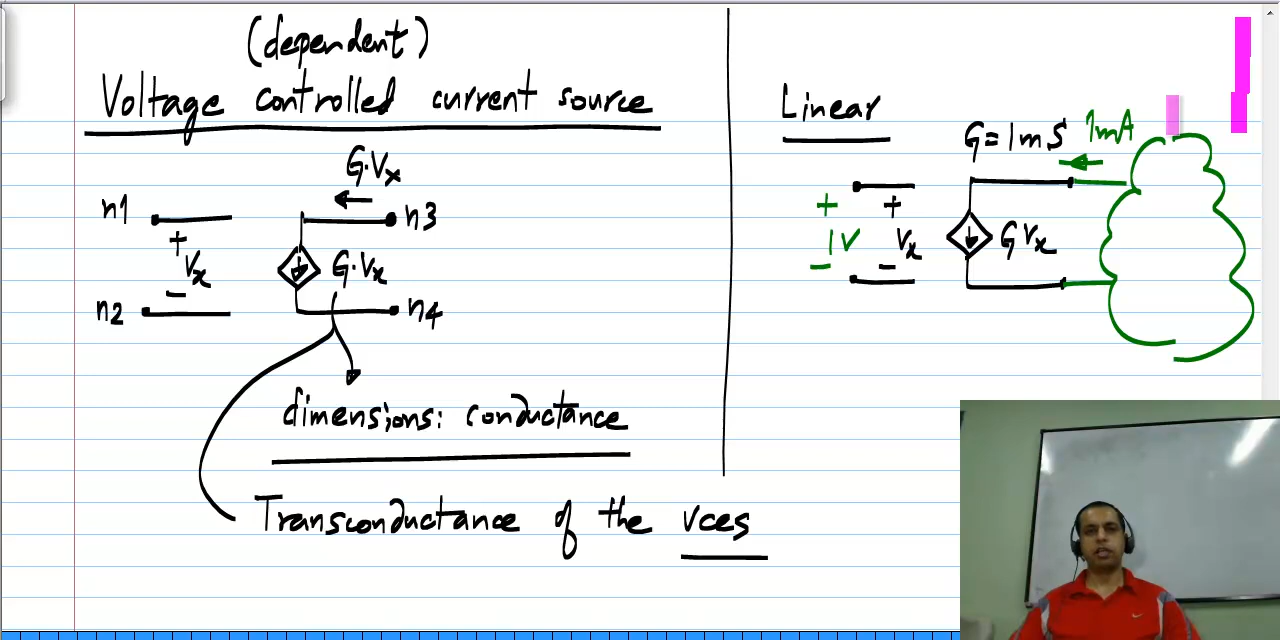 (dependent)
Voltage controlled current source
G·Vx
n1
n3
+
Vx
−
G·Vx
n2
n4
dimensions: conductance
Transconductance of the vccs
Linear
G=1mS
1mA
+
1V
−
+
Vx
−
GVx